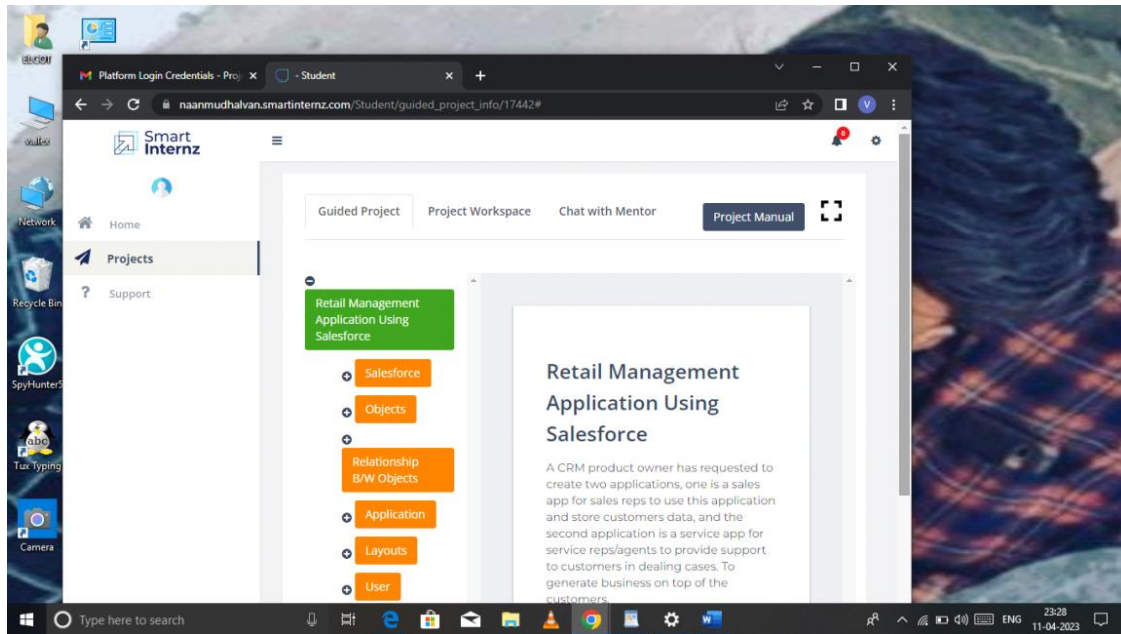 Platform Login Credentials - Proj
- Student
naanmudhalvan.smartinternz.com/Student/guided_project_info/17442#
V
Smart
Internz
Home
Projects
Support
Guided Project
Project Workspace
Chat with Mentor
Project Manual
Retail Management
Application Using
Salesforce
Salesforce
Objects
Relationship
B/W Objects
Application
Layouts
User
Retail Management
Application Using
Salesforce
A CRM product owner has requested to
create two applications, one is a sales
app for sales reps to use this application
and store customers data, and the
second application is a service app for
service reps/agents to provide support
to customers in dealing cases. To
generate business on top of the
customers.
Network
Recycle Bin
SpyHunter5
abc
Tux Typing
Camera
Type here to search
ENG
23:28
11-04-2023